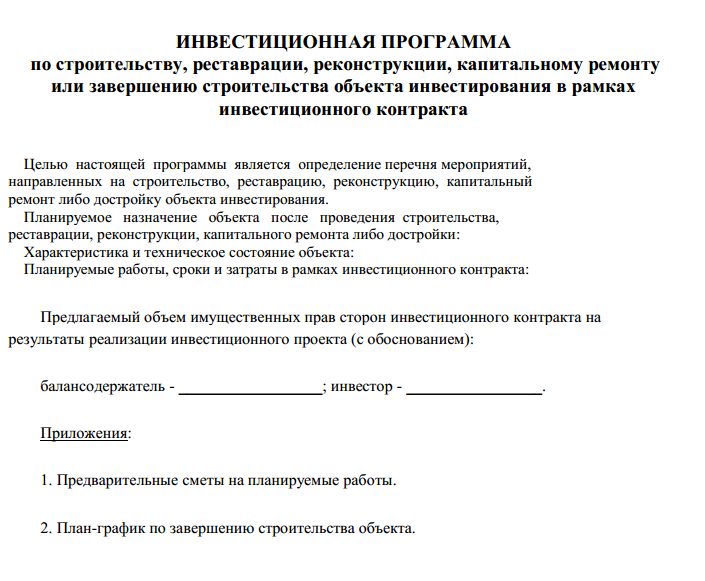 ИНВЕСТИЦИОННАЯ ПРОГРАММА
по строительству, реставрации, реконструкции, капитальному ремонту
или завершению строительства объекта инвестирования в рамках
инвестиционного контракта
Целью настоящей программы является определение перечня мероприятий,
направленных на строительство, реставрацию, реконструкцию, капитальный
ремонт либо достройку объекта инвестирования.
Планируемое назначение объекта после проведения строительства,
реставрации, реконструкции, капитального ремонта либо достройки:
Характеристика и техническое состояние объекта:
Планируемые работы, сроки и затраты в рамках инвестиционного контракта:
Предлагаемый объем имущественных прав сторон инвестиционного контракта на
результаты реализации инвестиционного проекта (с обоснованием):
балансодержатель - __________________; инвестор - _________________.
Приложения:
1. Предварительные сметы на планируемые работы.
2. План-график по завершению строительства объекта.